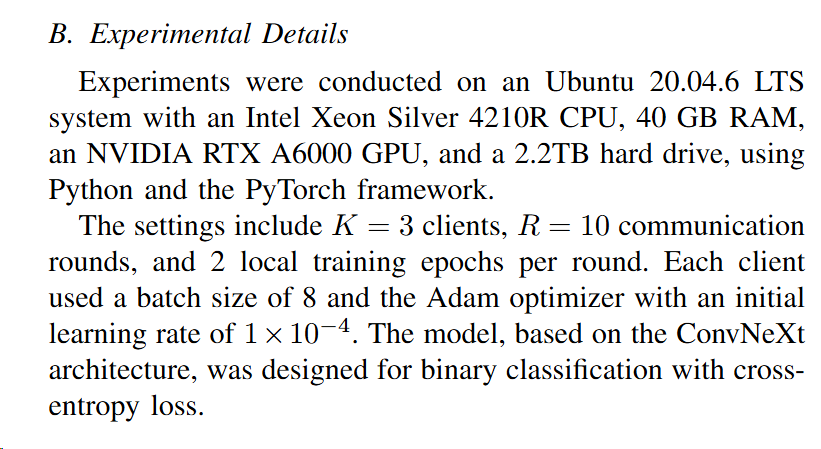 B. Experimental Details
Experiments were conducted on an Ubuntu 20.04.6 LTS
system with an Intel Xeon Silver 4210R CPU, 40 GB RAM,
an NVIDIA RTX A6000 GPU, and a 2.2TB hard drive, using
Python and the PyTorch framework.
The settings include K = 3 clients, R = 10 communication
rounds, and 2 local training epochs per round. Each client
used a batch size of 8 and the Adam optimizer with an initial
learning rate of 1 × 10⁻⁴. The model, based on the ConvNeXt
architecture, was designed for binary classification with cross-
entropy loss.